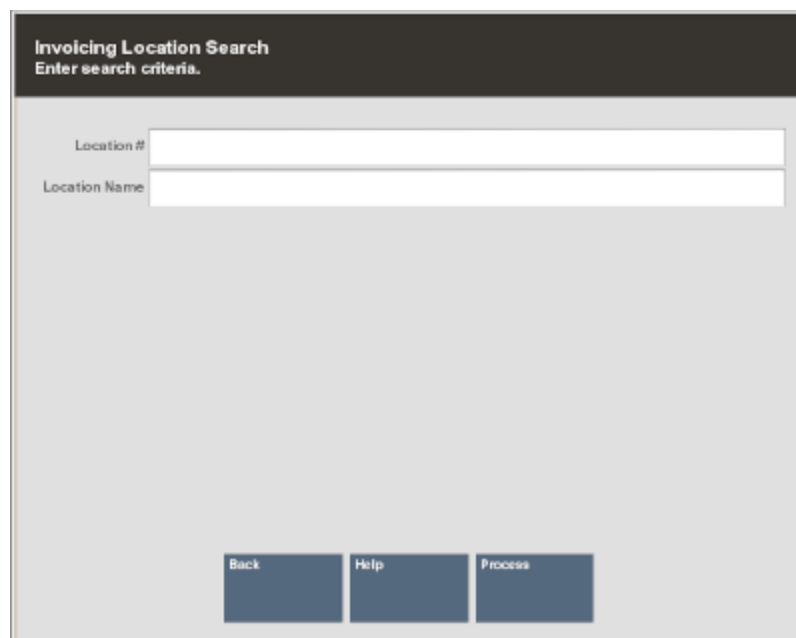 Invoicing Location Search
Enter search criteria.
Location #
Location Name
Back Help Process